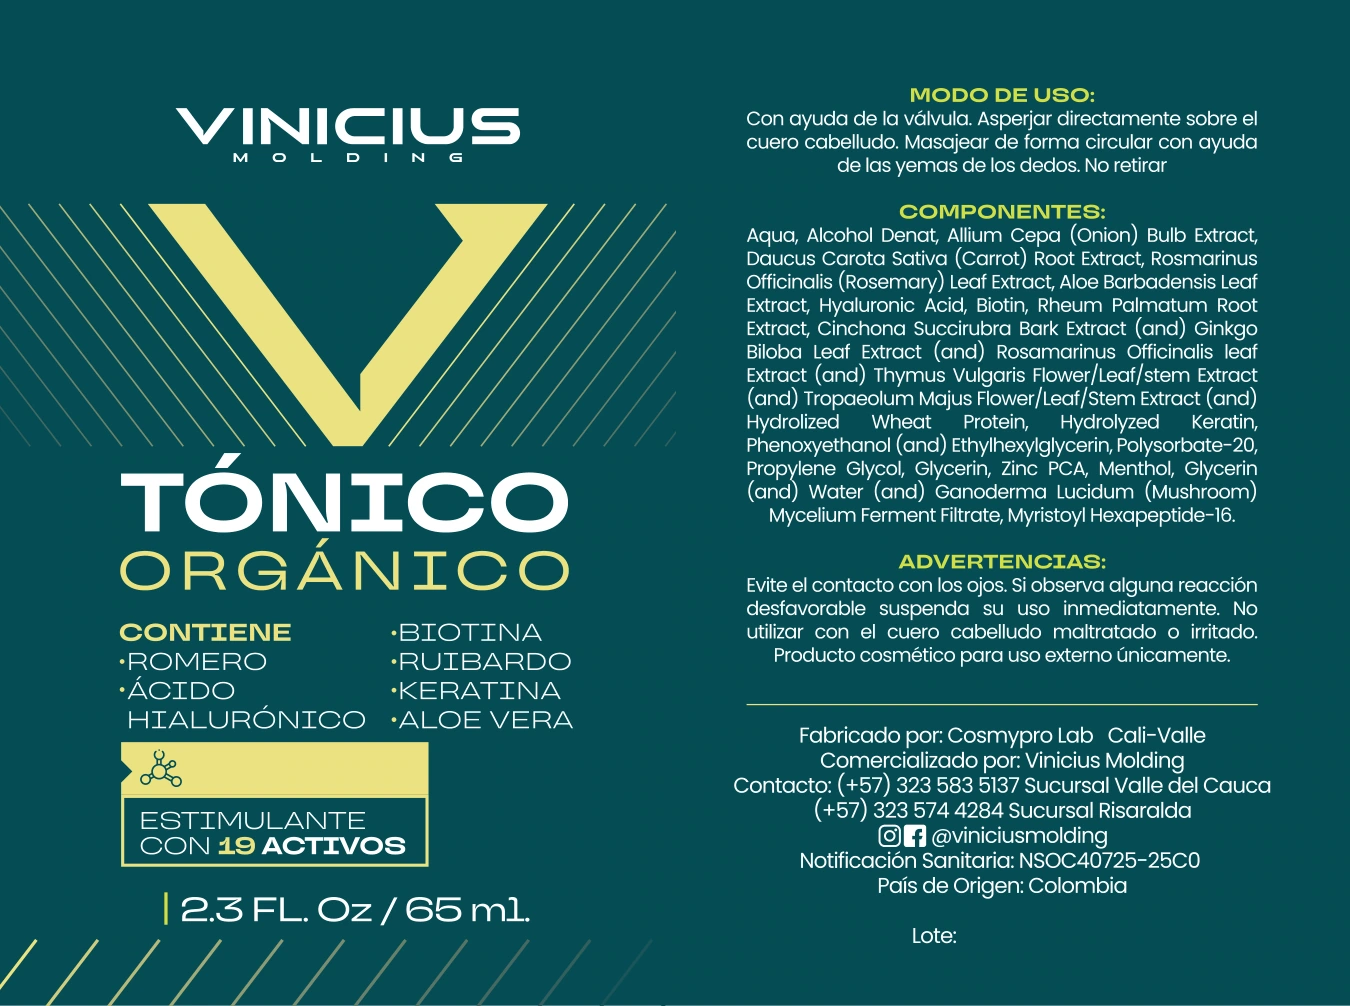 VINICIUS
MOLDING
TÓNICO
ORGÁNICO
CONTIENE
•ROMERO
•ÁCIDO
HIALURÓNICO
•BIOTINA
•RUIBARDO
•KERATINA
•ALOE VERA
ESTIMULANTE
CON 19 ACTIVOS
2.3 FL. Oz / 65 ml.
MODO DE USO:
Con ayuda de la válvula. Asperjar directamente sobre el
cuero cabelludo. Masajear de forma circular con ayuda
de las yemas de los dedos. No retirar
COMPONENTES:
Aqua, Alcohol Denat, Allium Cepa (Onion) Bulb Extract,
Daucus Carota Sativa (Carrot) Root Extract, Rosmarinus
Officinalis (Rosemary) Leaf Extract, Aloe Barbadensis Leaf
Extract, Hyaluronic Acid, Biotin, Rheum Palmatum Root
Extract, Cinchona Succirubra Bark Extract (and) Ginkgo
Biloba Leaf Extract (and) Rosamarinus Officinalis leaf
Extract (and) Thymus Vulgaris Flower/Leaf/stem Extract
(and) Tropaeolum Majus Flower/Leaf/Stem Extract (and)
Hydrolized Wheat Protein, Hydrolyzed Keratin,
Phenoxyethanol (and) Ethylhexylglycerin, Polysorbate-20,
Propylene Glycol, Glycerin, Zinc PCA, Menthol, Glycerin
(and) Water (and) Ganoderma Lucidum (Mushroom)
Mycelium Ferment Filtrate, Myristoyl Hexapeptide-16.
ADVERTENCIAS:
Evite el contacto con los ojos. Si observa alguna reacción
desfavorable suspenda su uso inmediatamente. No
utilizar con el cuero cabelludo maltratado o irritado.
Producto cosmético para uso externo únicamente.
Fabricado por: Cosmypro Lab Cali-Valle
Comercializado por: Vinicius Molding
Contacto: (+57) 323 583 5137 Sucursal Valle del Cauca
(+57) 323 574 4284 Sucursal Risaralda
@viniciusmolding
Notificación Sanitaria: NSOC40725-25C0
País de Origen: Colombia
Lote: